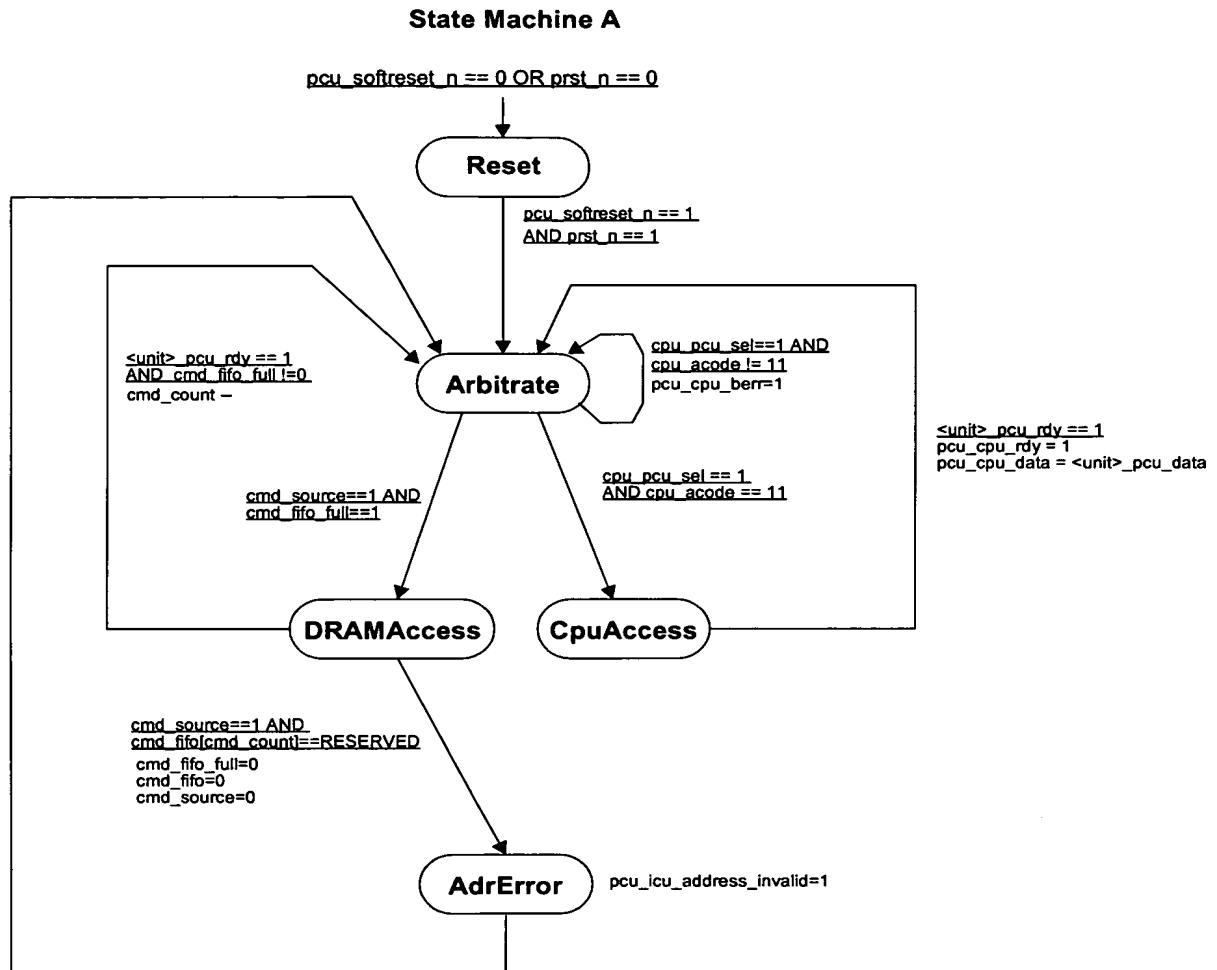 State Machine A
pcu_softreset_n == 0 OR prst_n == 0
Reset
pcu_softreset_n == 1
AND prst_n == 1
<unit>_pcu_rdy == 1
AND cmd_fifo_full !=0
cmd_count –
Arbitrate
cpu_pcu_sel==1 AND
cpu_acode != 11
pcu_cpu_berr=1
<unit>_pcu_rdy == 1
pcu_cpu_rdy = 1
pcu_cpu_data = <unit>_pcu_data
cmd_source==1 AND
cmd_fifo_full==1
cpu_pcu_sel == 1
AND cpu_acode == 11
DRAMAccess
CpuAccess
cmd_source==1 AND
cmd_fifo[cmd_count]==RESERVED
cmd_fifo_full=0
cmd_fifo=0
cmd_source=0
AdrError
pcu_icu_address_invalid=1